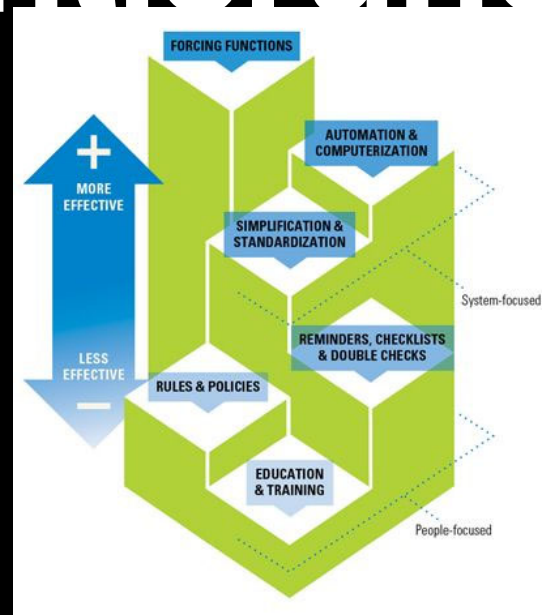 FORCING FUNCTIONS
AUTOMATION &
COMPUTERIZATION
+
MORE
EFFECTIVE
SIMPLIFICATION &
STANDARDIZATION
System-focused
REMINDERS, CHECKLISTS
& DOUBLE CHECKS
LESS
EFFECTIVE
RULES & POLICIES
–
EDUCATION
& TRAINING
People-focused